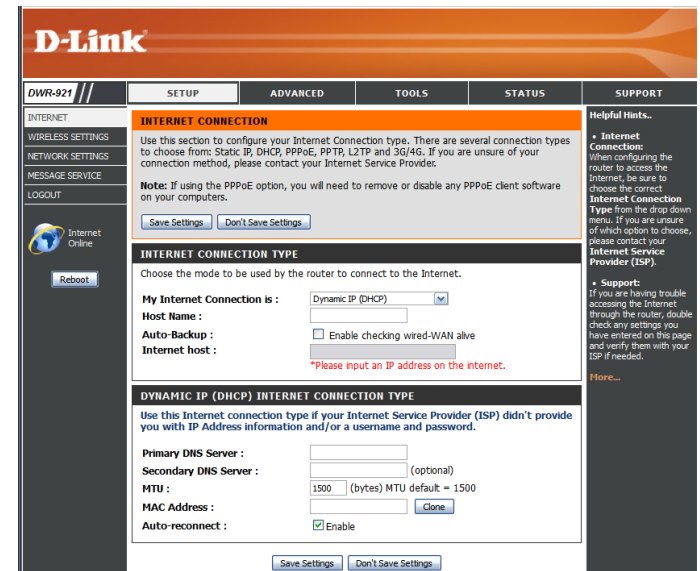 D-Link
DWR-921
SETUP
ADVANCED
TOOLS
STATUS
SUPPORT
INTERNET
WIRELESS SETTINGS
NETWORK SETTINGS
MESSAGE SERVICE
LOGOUT
Internet
Online
Reboot
INTERNET CONNECTION
Use this section to configure your Internet Connection type. There are several connection types
to choose from: Static IP, DHCP, PPPoE, PPTP, L2TP and 3G/4G. If you are unsure of your
connection method, please contact your Internet Service Provider.
Note: If using the PPPoE option, you will need to remove or disable any PPPoE client software
on your computers.
Save Settings Don't Save Settings
INTERNET CONNECTION TYPE
Choose the mode to be used by the router to connect to the Internet.
My Internet Connection is : Dynamic IP (DHCP)
Host Name :
Auto-Backup : Enable checking wired-WAN alive
Internet host :
*Please input an IP address on the internet.
DYNAMIC IP (DHCP) INTERNET CONNECTION TYPE
Use this Internet connection type if your Internet Service Provider (ISP) didn't provide
you with IP Address information and/or a username and password.
Primary DNS Server :
Secondary DNS Server : (optional)
MTU : 1500 (bytes) MTU default = 1500
MAC Address : Clone
Auto-reconnect : Enable
Save Settings Don't Save Settings
Helpful Hints..
• Internet
Connection:
When configuring the
router to access the
Internet, be sure to
choose the correct
Internet Connection
Type from the drop down
menu. If you are unsure
of which option to choose,
please contact your
Internet Service
Provider (ISP).
• Support:
If you are having trouble
accessing the Internet
through the router, double
check any settings you
have entered on this page
and verify them with your
ISP if needed.
More...